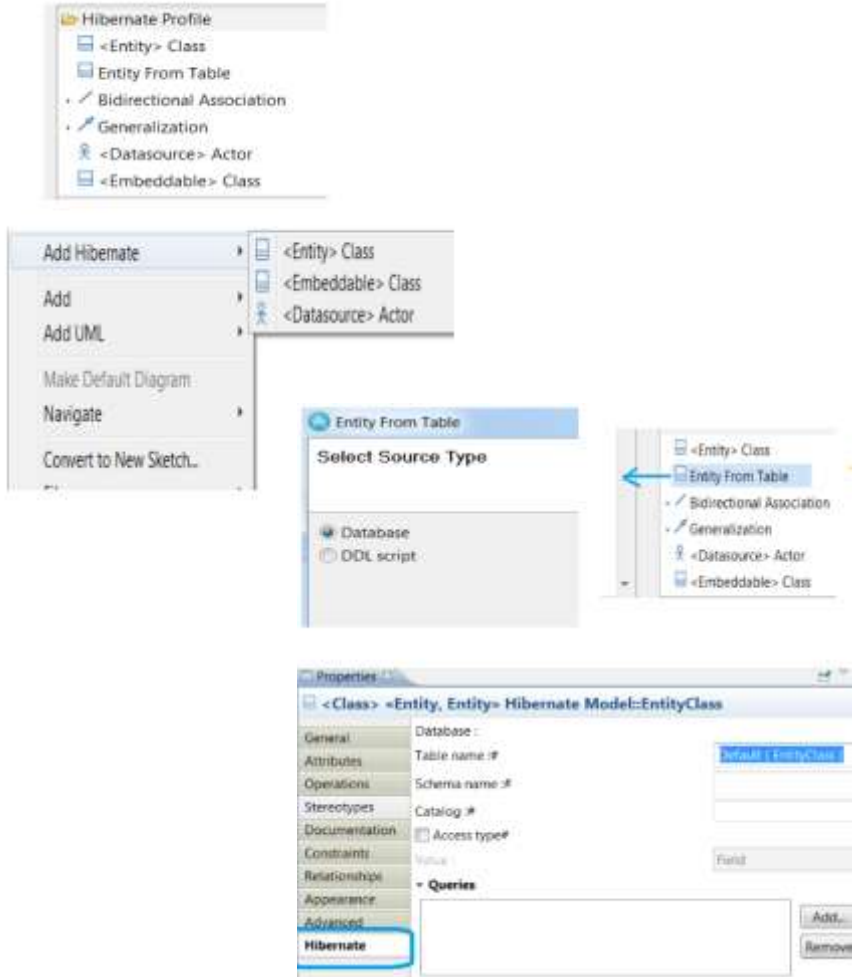 Hibernate Profile
<Entity> Class
Entity From Table
Bidirectional Association
Generalization
<Datasource> Actor
<Embeddable> Class
Add Hibernate
<Entity> Class
<Embeddable> Class
<Datasource> Actor
Add
Add UML
Make Default Diagram
Navigate
Convert to New Sketch...
Entity From Table
Select Source Type
Database
DDL script
<Entity> Class
Entity From Table
Bidirectional Association
Generalization
<Datasource> Actor
<Embeddable> Class
Properties
<Class> «Entity, Entity» Hibernate Model::EntityClass
General
Attributes
Operations
Stereotypes
Documentation
Constraints
Relationships
Appearance
Advanced
Hibernate
Database :
Table name :#
Default ( EntityClass )
Schema name :#
Catalog :#
Access type#
Value :
Field
Queries
Add...
Remove